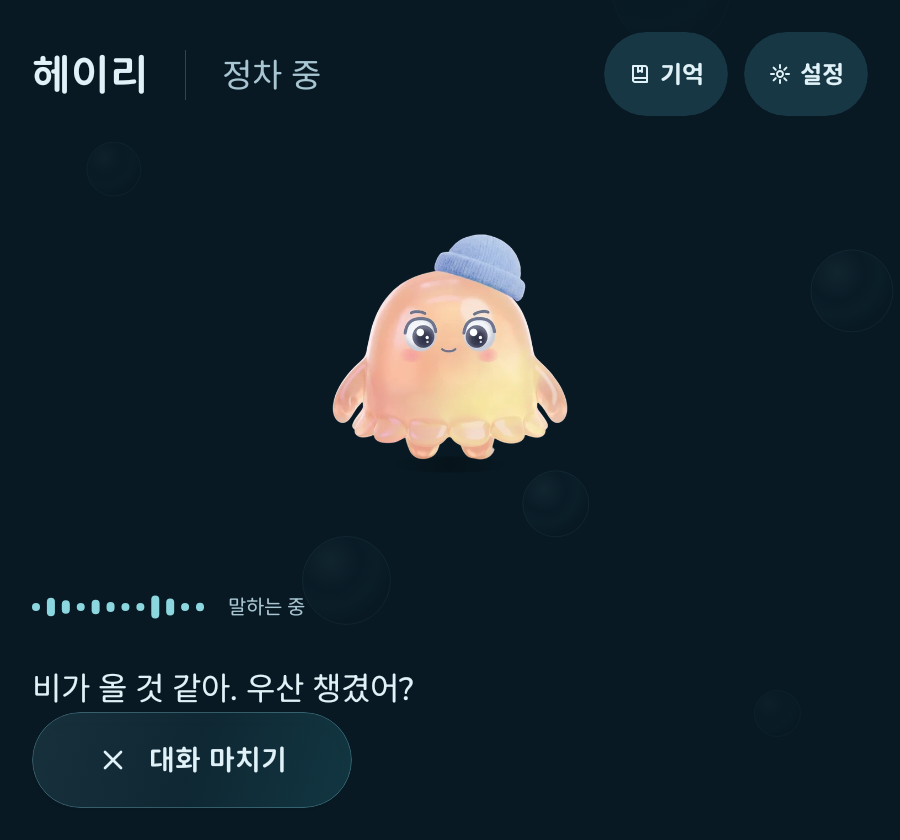 헤이리
정차 중
기억
설정
말하는 중
비가 올 것 같아. 우산 챙겼어?
대화 마치기